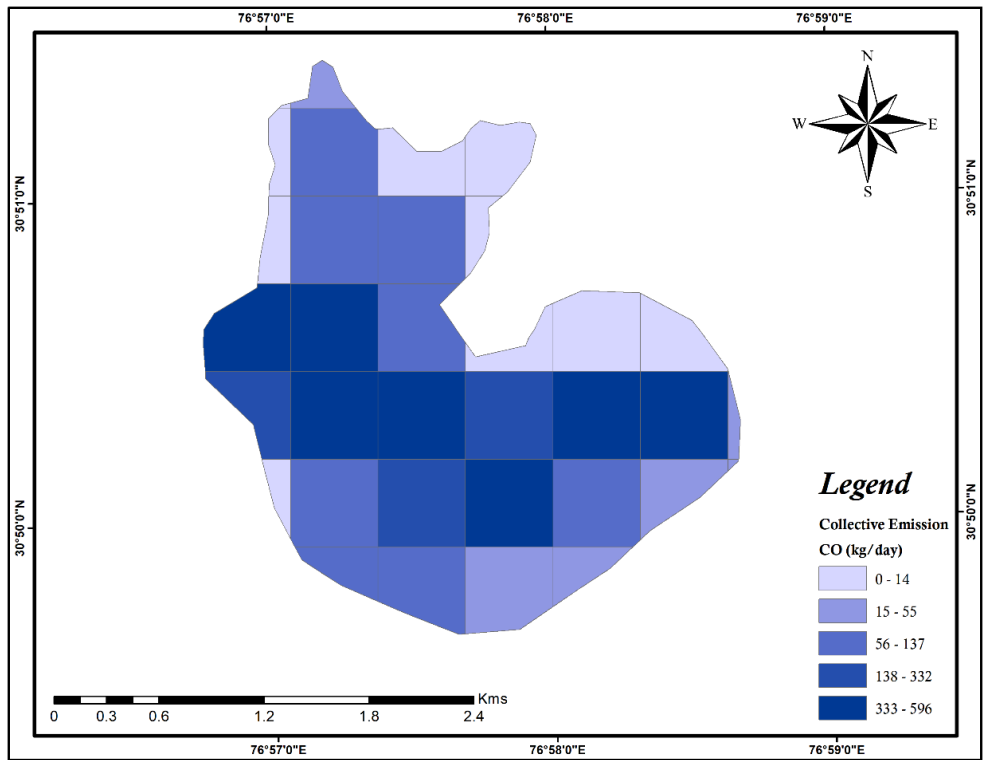 76°57'0"E 76°58'0"E 76°59'0"E
N
W E
S
30°51'0"N
30°51'0"N
30°50'0"N
30°50'0"N
Legend
Collective Emission
CO (kg/day)
0 - 14
15 - 55
56 - 137
138 - 332
333 - 596
Kms
0 0.3 0.6 1.2 1.8 2.4
76°57'0"E 76°58'0"E 76°59'0"E